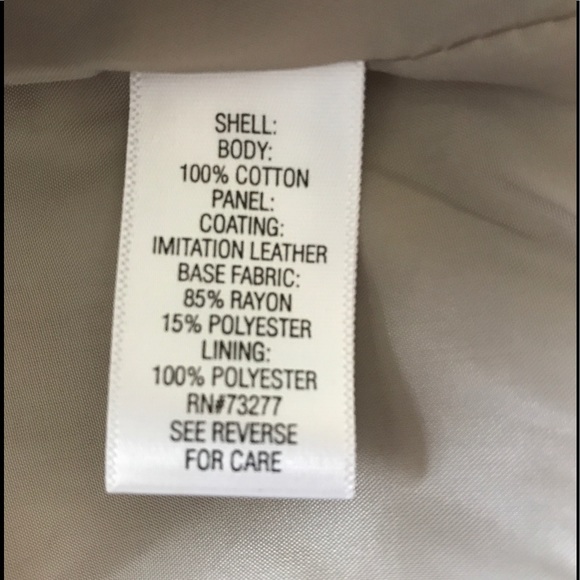 SHELL:
BODY:
100% COTTON
PANEL:
COATING:
IMITATION LEATHER
BASE FABRIC:
85% RAYON
15% POLYESTER
LINING:
100% POLYESTER
RN#73277
SEE REVERSE
FOR CARE